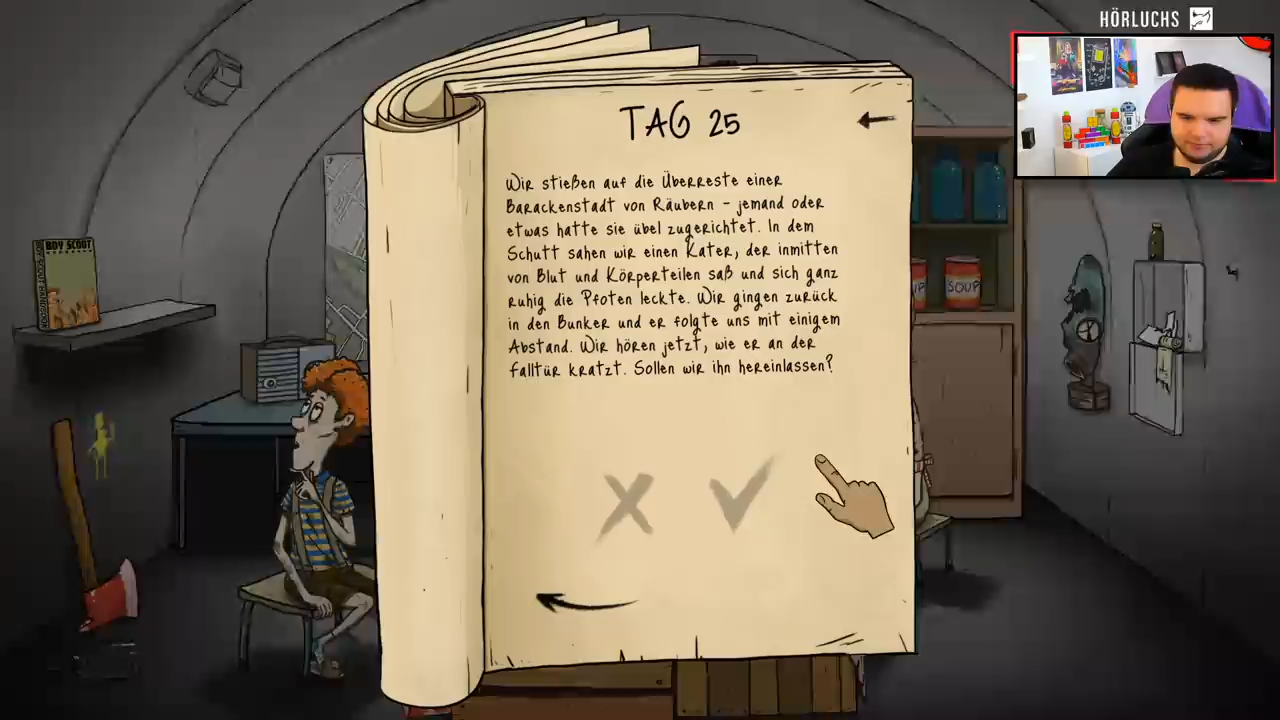 HÖRLUCHS
TAG 25
Wir stießen auf die Überreste einer
Barackenstadt von Räubern - jemand oder
etwas hatte sie übel zugerichtet. In dem
Schutt sahen wir einen Kater, der inmitten
von Blut und Körperteilen saß und sich ganz
ruhig die Pfoten leckte. Wir gingen zurück
in den Bunker und er folgte uns mit einigem
Abstand. Wir hören jetzt, wie er an der
Falltür kratzt. Sollen wir ihn hereinlassen?
BOY SCOUT
UP
SOUP